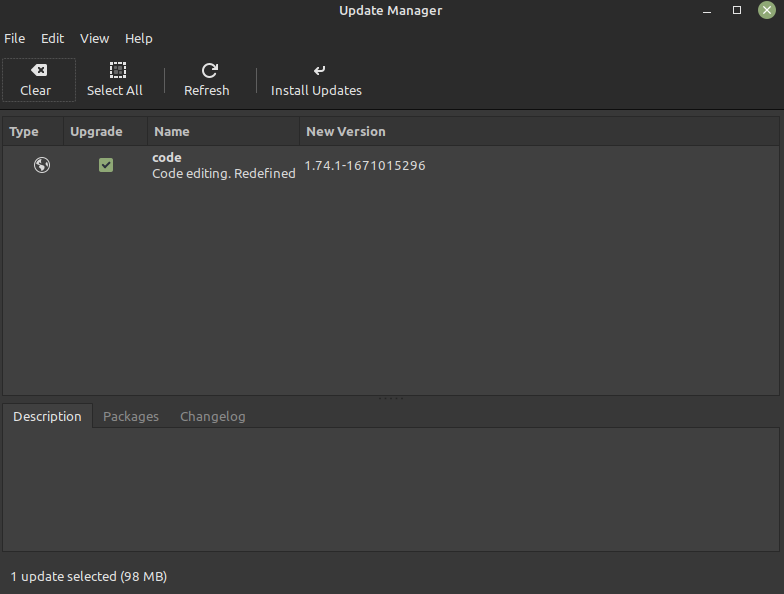 Update Manager
File Edit View Help
Clear Select All Refresh Install Updates
Type Upgrade Name New Version
code
Code editing. Redefined 1.74.1-1671015296
Description Packages Changelog
1 update selected (98 MB)